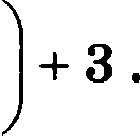 ) + 3 .